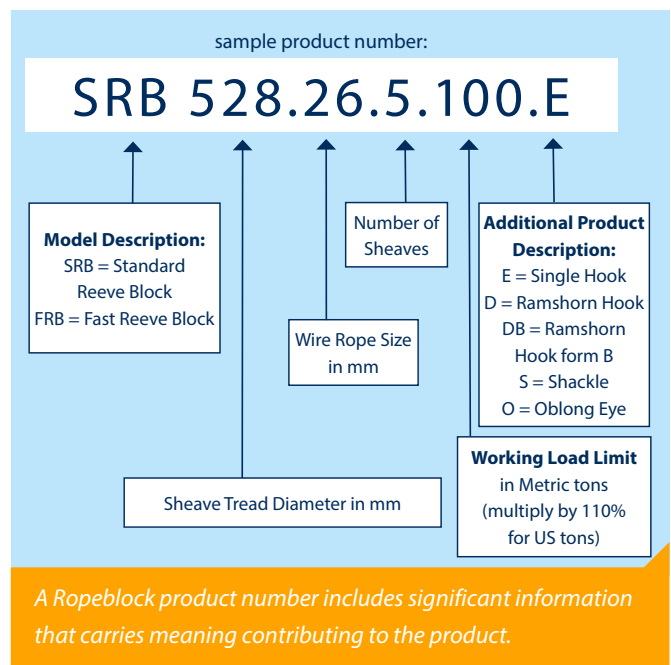 sample product number:
SRB 528.26.5.100.E
Model Description:
SRB = Standard
Reeve Block
FRB = Fast Reeve Block
Sheave Tread Diameter in mm
Wire Rope Size
in mm
Number of
Sheaves
Working Load Limit
in Metric tons
(multiply by 110%
for US tons)
Additional Product
Description:
E = Single Hook
D = Ramshorn Hook
DB = Ramshorn
Hook form B
S = Shackle
O = Oblong Eye
A Ropeblock product number includes significant information
that carries meaning contributing to the product.